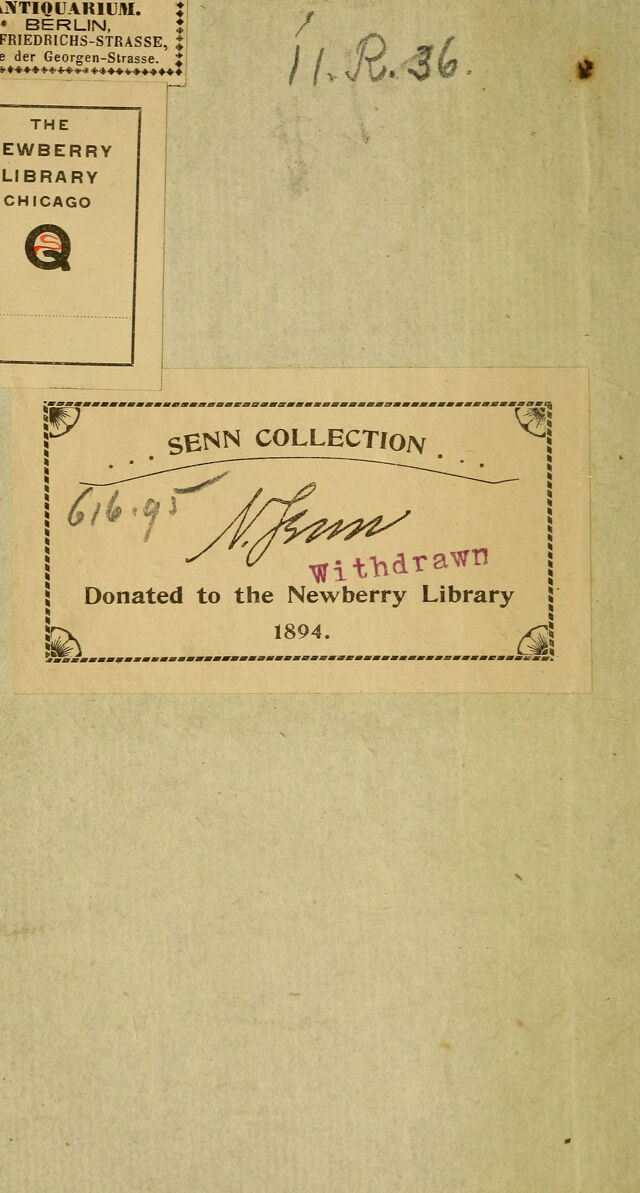 ANTIQUARIUM.
BERLIN,
FRIEDRICHS-STRASSE,
e der Georgen-Strasse.
11.R.36.
THE
EWBERRY
LIBRARY
CHICAGO
SENN COLLECTION
616.95
N. Senn
Withdrawn
Donated to the Newberry Library
1894.